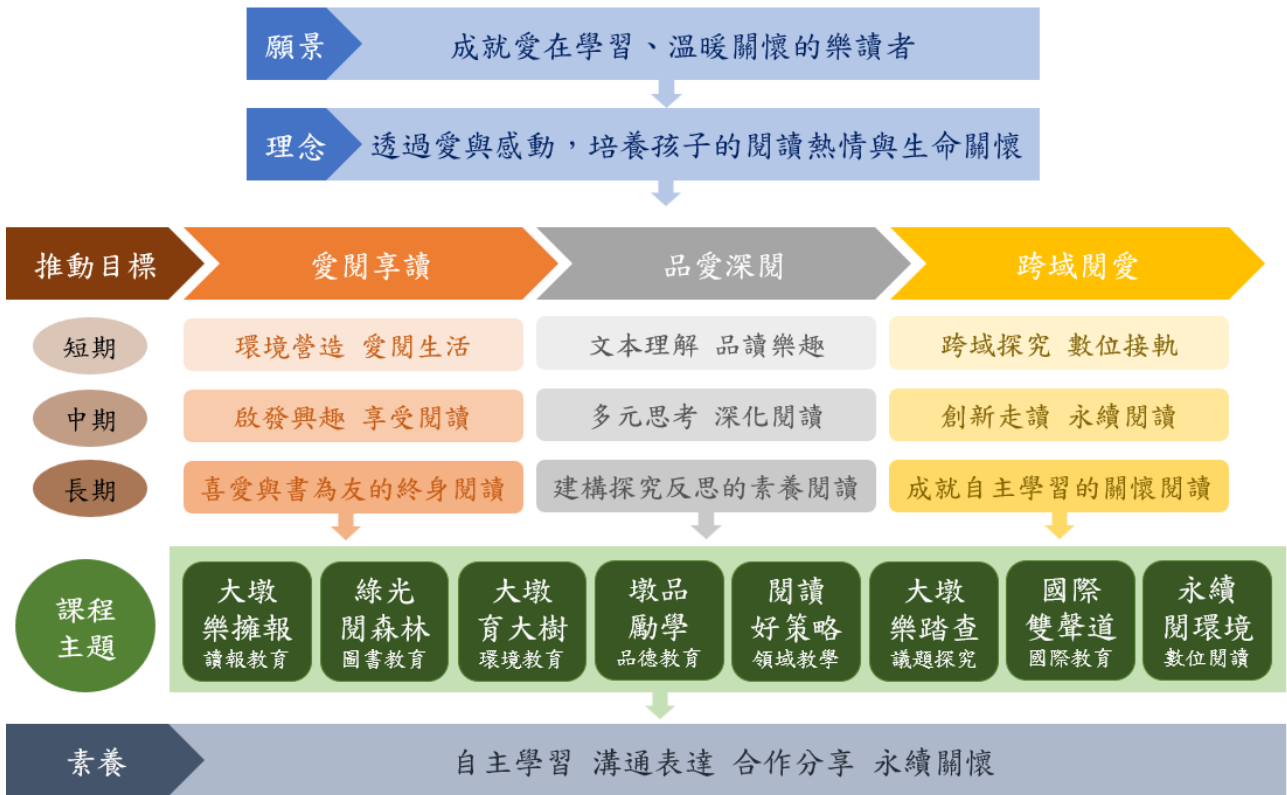 願景
成就愛在學習、溫暖關懷的樂讀者
理念
透過愛與感動，培養孩子的閱讀熱情與生命關懷
推動目標
愛閱享讀
品愛深閱
跨域閱愛
短期
環境營造 愛閱生活
文本理解 品讀樂趣
跨域探究 數位接軌
中期
啟發興趣 享受閱讀
多元思考 深化閱讀
創新走讀 永續閱讀
長期
喜愛與書為友的終身閱讀
建構探究反思的素養閱讀
成就自主學習的關懷閱讀
課程
主題
大墩
樂擁報
讀報教育
綠光
閱森林
圖書教育
大墩
育大樹
環境教育
墩品
勵學
品德教育
閱讀
好策略
領域教學
大墩
樂踏查
議題探究
國際
雙聲道
國際教育
永續
閱環境
數位閱讀
素養
自主學習 溝通表達 合作分享 永續關懷